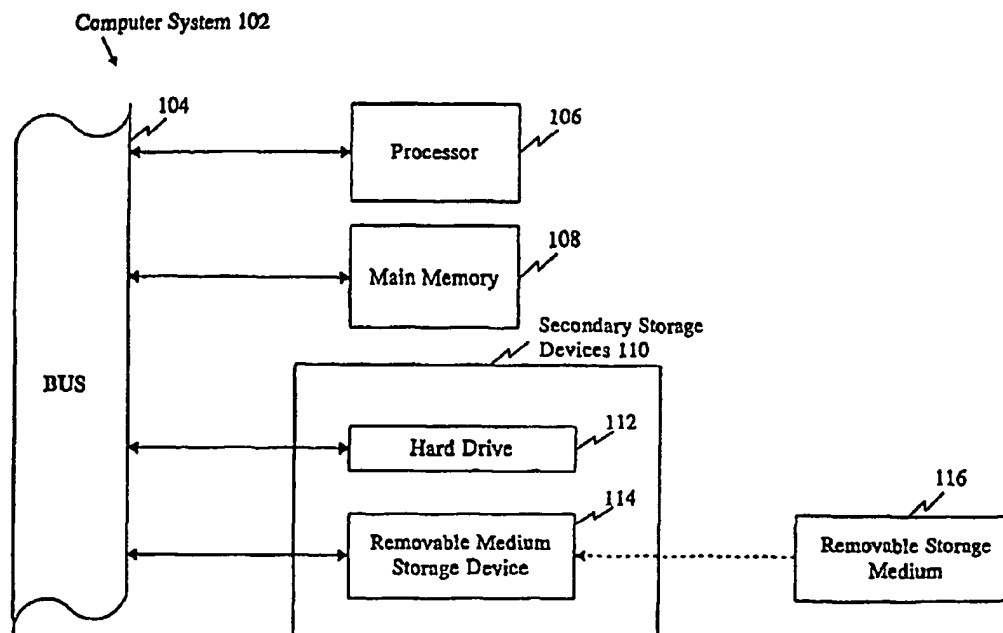 Computer System 102
104
106
Processor
108
Main Memory
Secondary Storage
Devices 110
BUS
112
Hard Drive
114
Removable Medium
Storage Device
116
Removable Storage
Medium